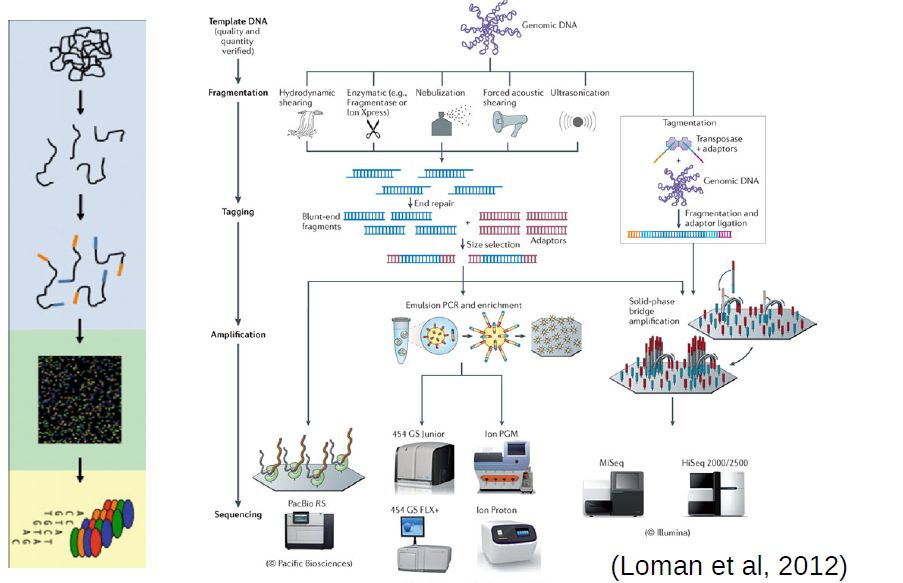 Template DNA
(quality and
quantity
verified)
Genomic DNA
Fragmentation
Hydrodynamic
shearing
Enzymatic (e.g.,
Fragmentase or
Ion Xpress)
Nebulization
Forced acoustic
shearing
Ultrasonication
Tagmentation
Transposase
+ adaptors
+
Genomic DNA
Fragmentation and
adaptor ligation
Tagging
End repair
Blunt-end
fragments
+
Adaptors
Size selection
Emulsion PCR and enrichment
Solid-phase
bridge
amplification
Amplification
454 GS Junior
Ion PGM
MiSeq
HiSeq 2000/2500
PacBio RS
454 GS FLX+
Ion Proton
Sequencing
(© Pacific Biosciences)
(© Illumina)
(Loman et al, 2012)